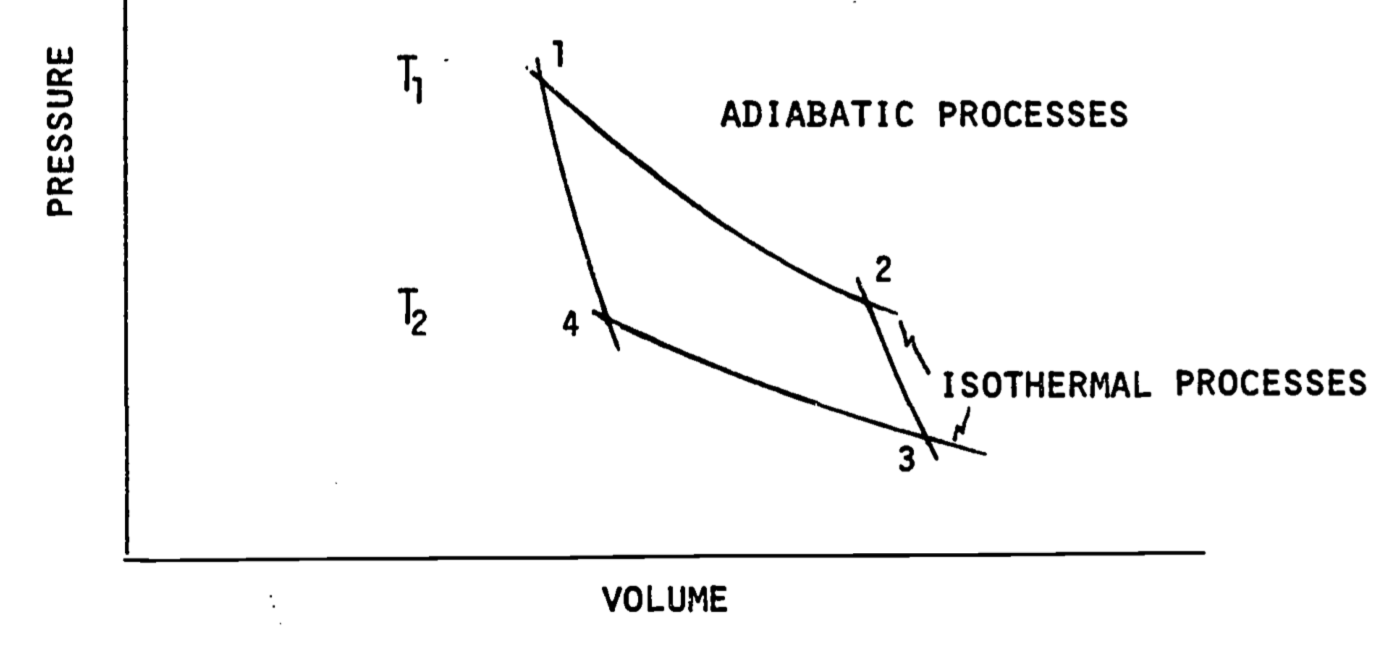 PRESSURE
T1
1
ADIABATIC PROCESSES
2
T2
4
ISOTHERMAL PROCESSES
3
VOLUME